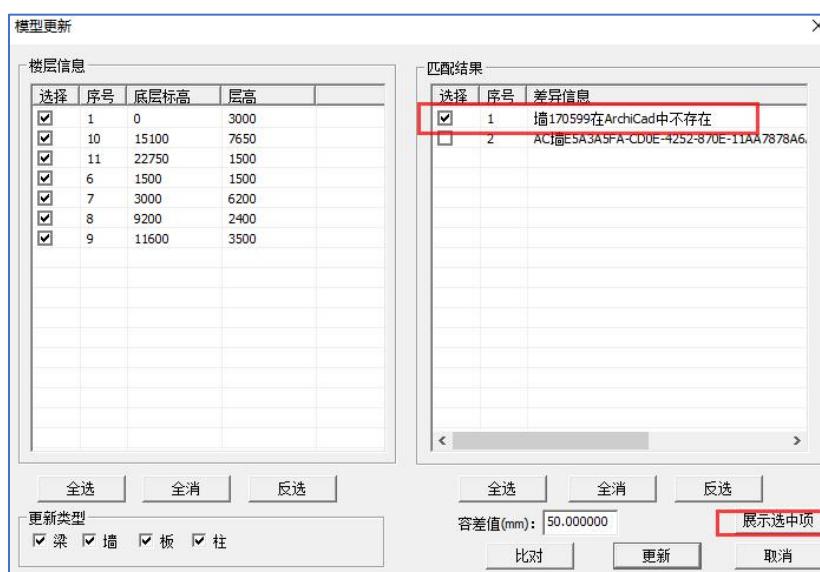 模型更新
楼层信息
选择 序号 底层标高 层高
1 0 3000
10 15100 7650
11 22750 1500
6 1500 1500
7 3000 6200
8 9200 2400
9 11600 3500
全选 全消 反选
更新类型
梁 墙 板 柱
匹配结果
选择 序号 差异信息
1 墙170599在ArchiCad中不存在
2 AC墙E5A3A5FA-CD0E-4252-870E-11AA7878A6
全选 全消 反选
容差值(mm): 50.000000 展示选中项
比对 更新 取消